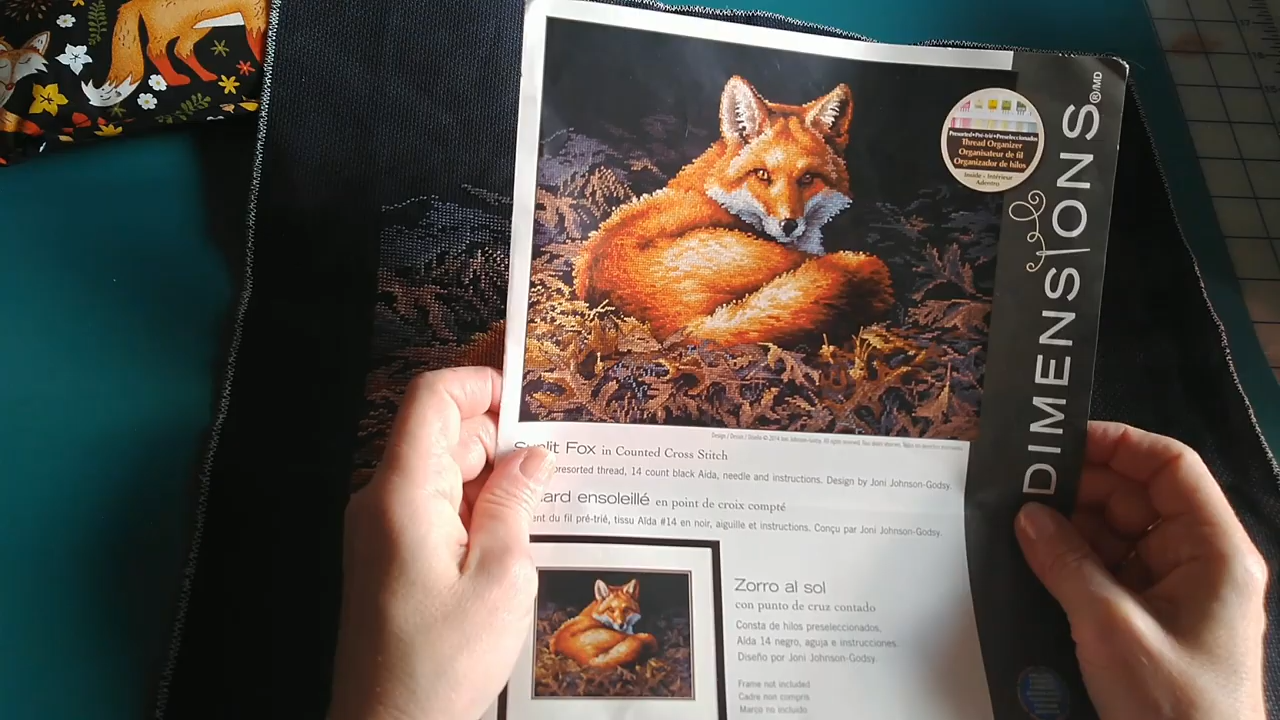 Presorted•Pré-trié•Preseleccionados
Thread Organizer
Organisateur de fil
Organizador de hilos
Inside - Intérieur
Adentro
DIMENSIONS®/MD
Sunlit Fox in Counted Cross Stitch
presorted thread, 14 count black Aida, needle and instructions. Design by Joni Johnson-Godsy.
ard ensoleillé en point de croix compté
ent du fil pré-trié, tissu Aïda #14 en noir, aiguille et instructions. Conçu par Joni Johnson-Godsy.
Zorro al sol
con punto de cruz contado
Consta de hilos preseleccionados,
Aïda 14 negro, aguja e instrucciones.
Diseño por Joni Johnson-Godsy.
Frame not included
Cadre non compris
Marco no incluido